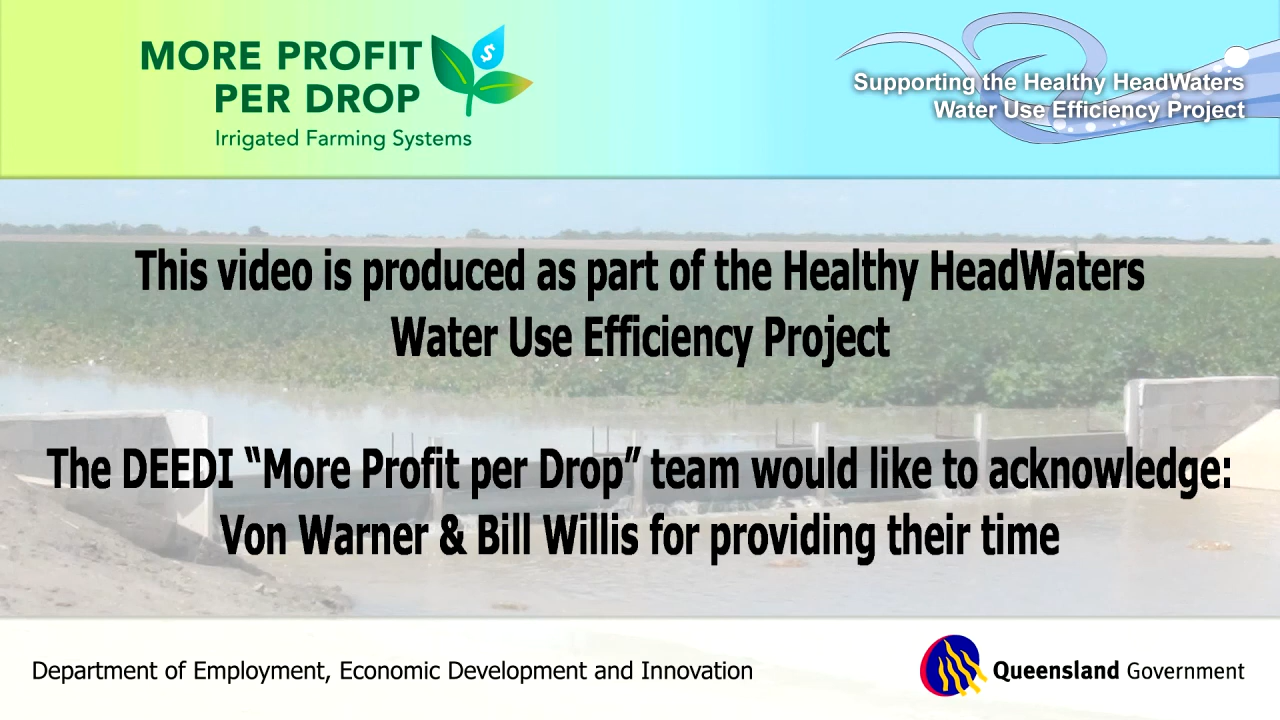 MORE PROFIT
PER DROP
$
Irrigated Farming Systems
Supporting the Healthy HeadWaters
Water Use Efficiency Project
This video is produced as part of the Healthy HeadWaters
Water Use Efficiency Project
The DEEDI “More Profit per Drop” team would like to acknowledge:
Von Warner & Bill Willis for providing their time
Department of Employment, Economic Development and Innovation
Queensland Government